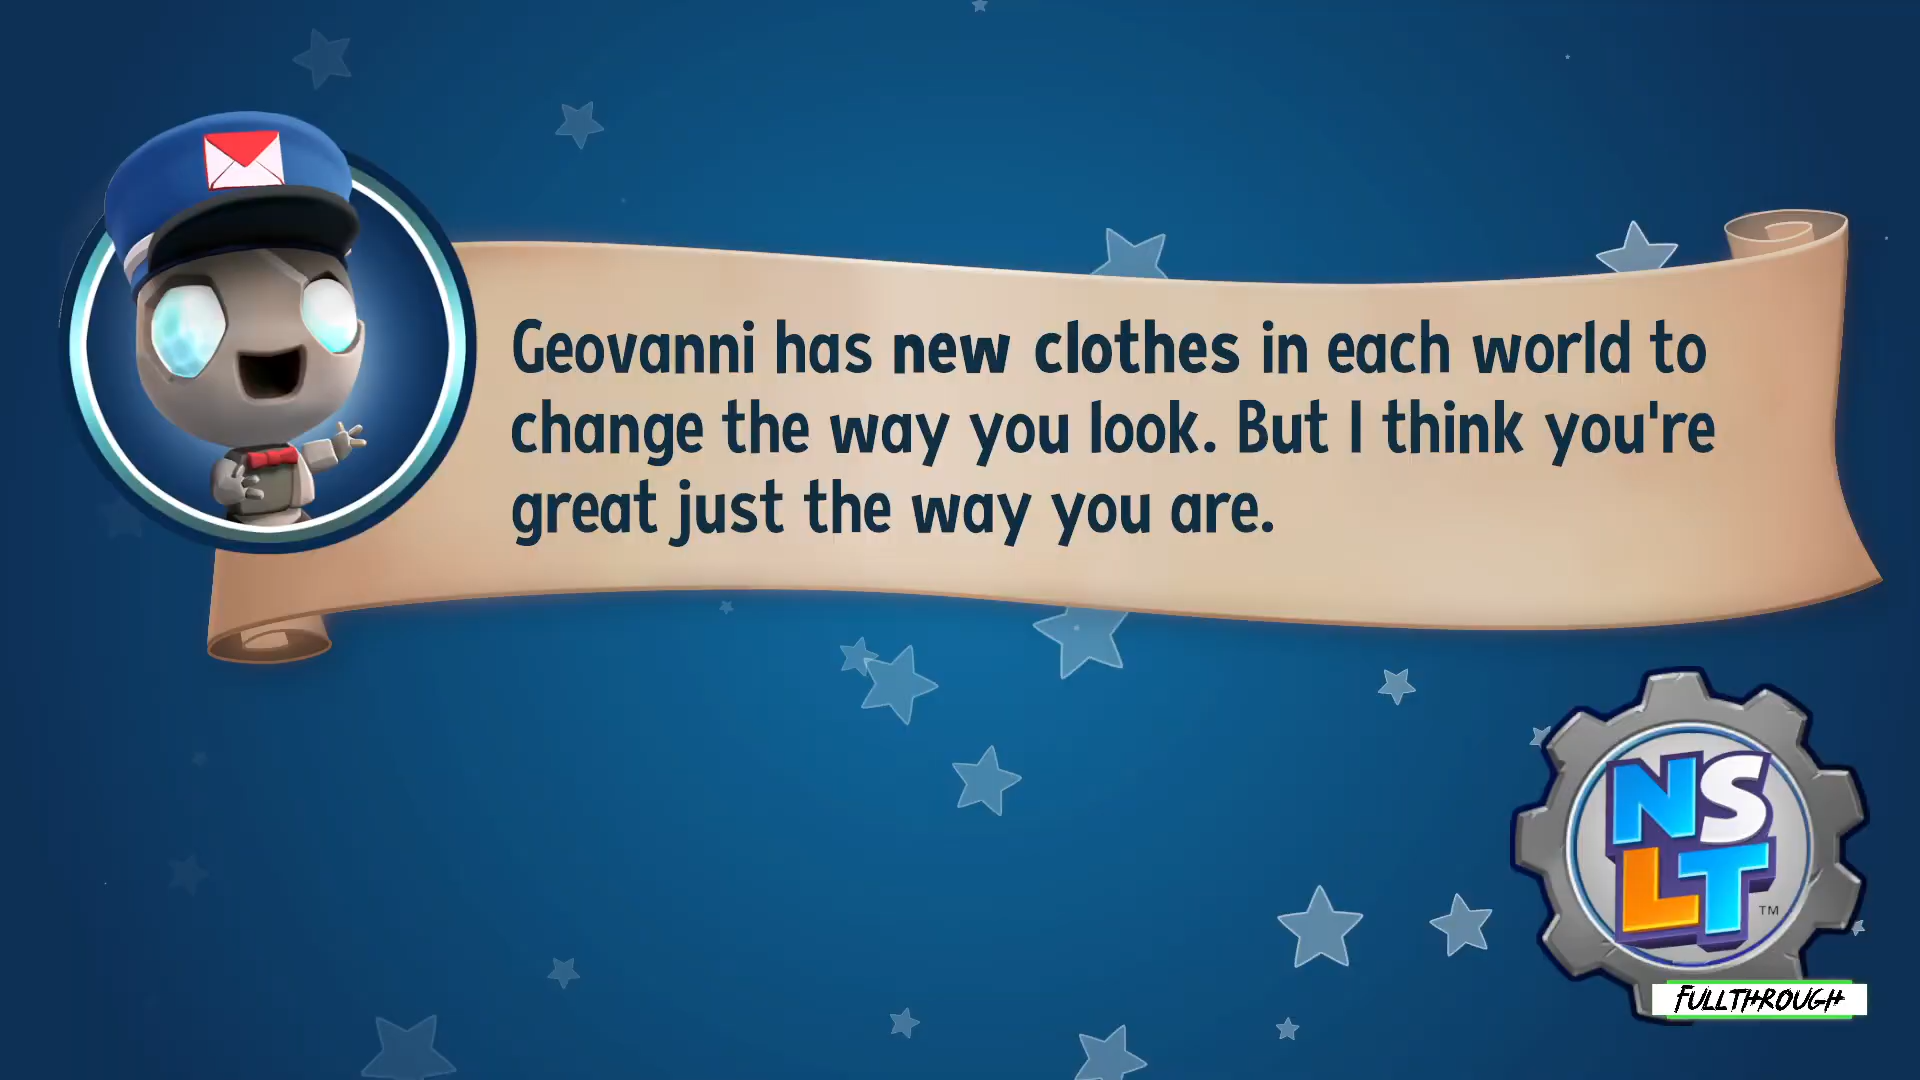 Geovanni has new clothes in each world to
change the way you look. But I think you're
great just the way you are.
NS
LT
TM
FULLTHROUGH